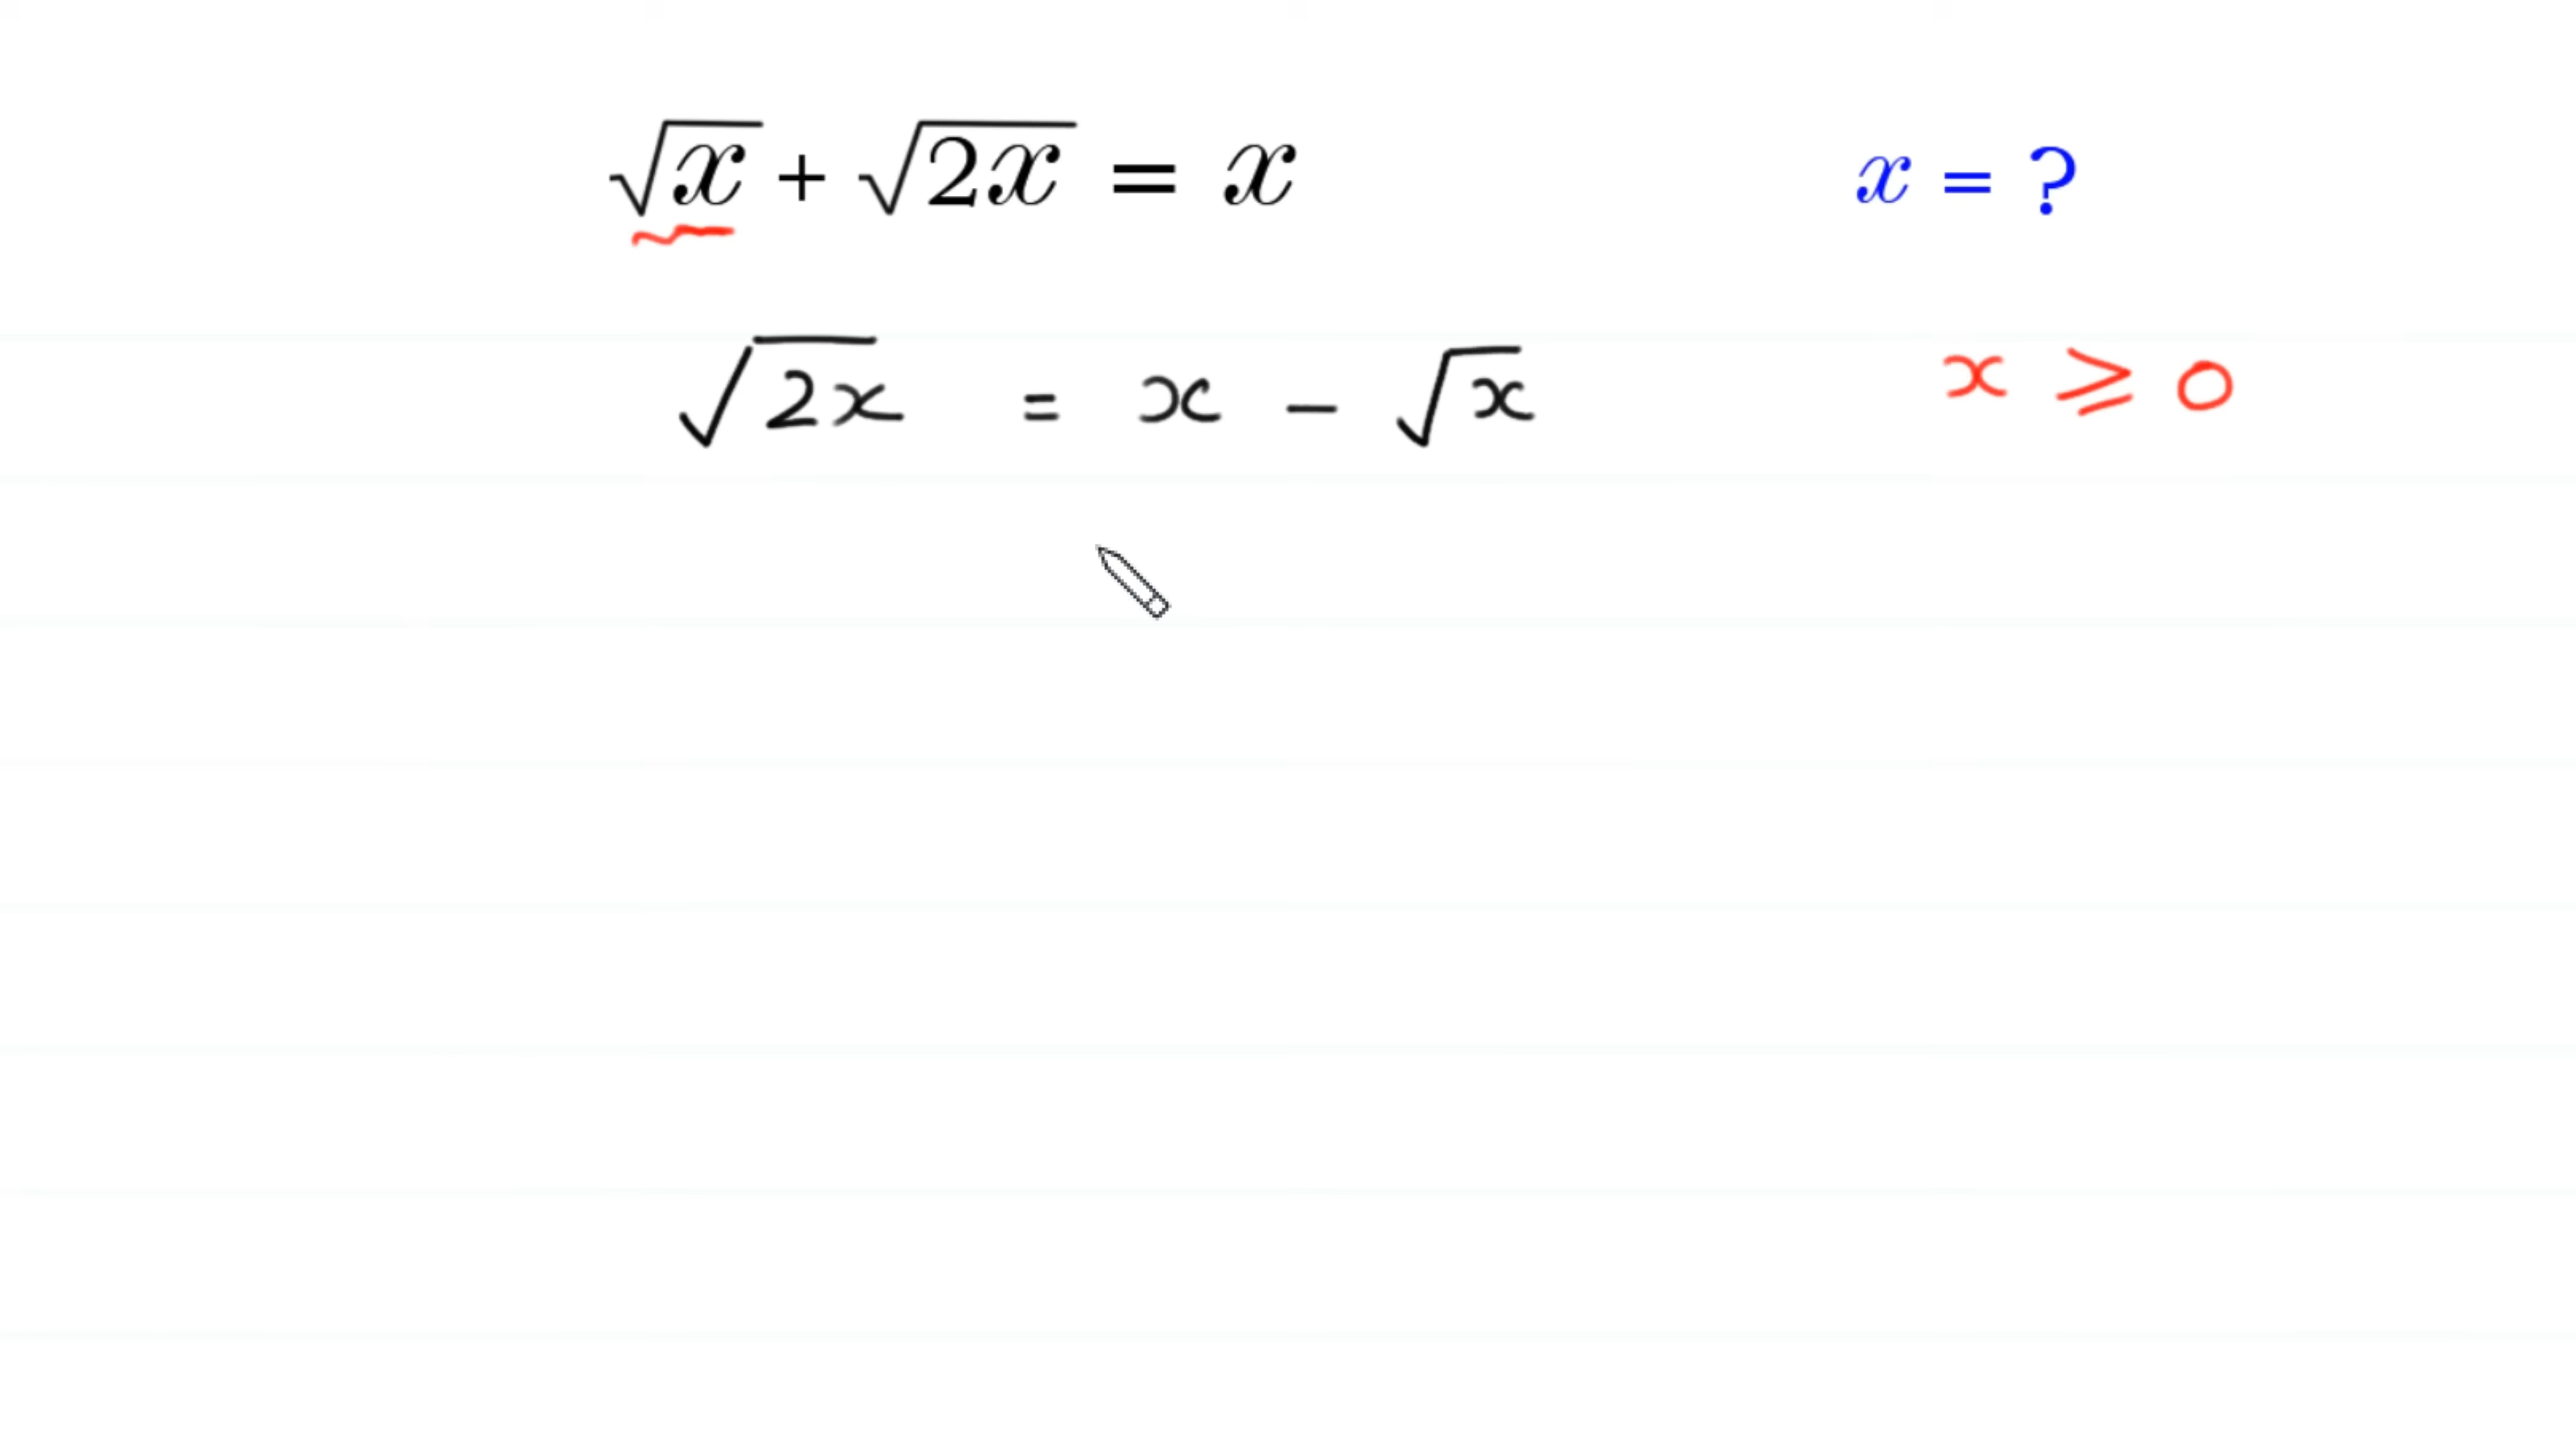 √x + √2x = x x = ?
√2x = x - √x x ⩾ 0